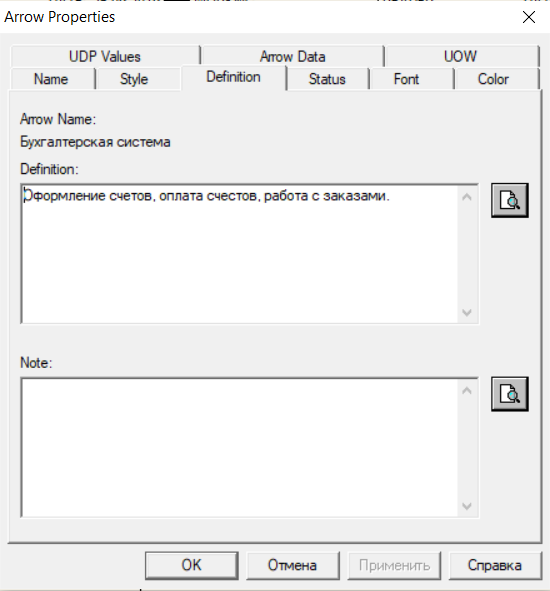 Arrow Properties
UDP Values Arrow Data UOW
Name Style Definition Status Font Color
Arrow Name:
Бухгалтерская система
Definition:
Оформление счетов, оплата счестов, работа с заказами.
Note:
OK Отмена Применить Справка